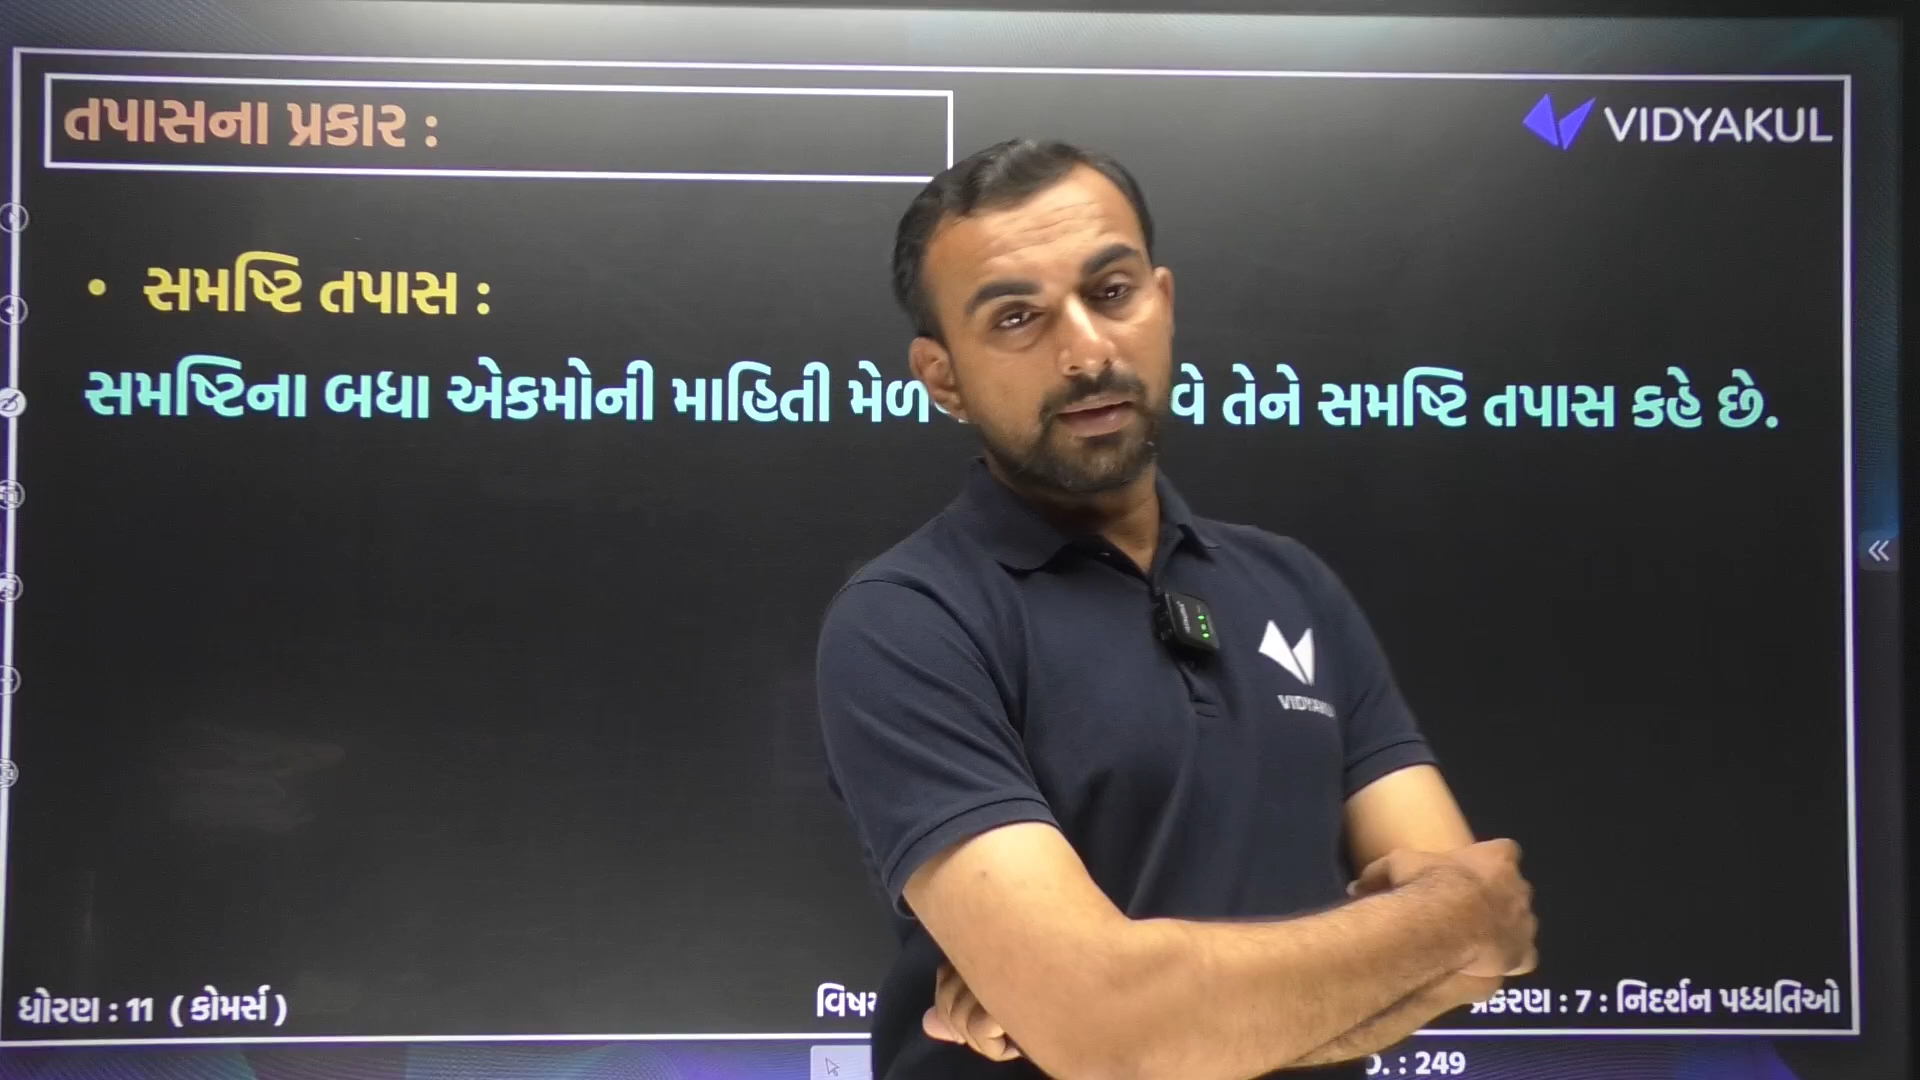 તપાસના પ્રકાર :
VIDYAKUL
• સમષ્ટિ તપાસ :
સમષ્ટિના બધા એકમોની માહિતી તેને સમષ્ટિ તપાસ કહે છે.
VIDYAKUL
ધોરણ : 11 ( કોમર્સ )
પ્રકરણ : 7 : નિદર્શન પધ્ધતિઓ
: 249